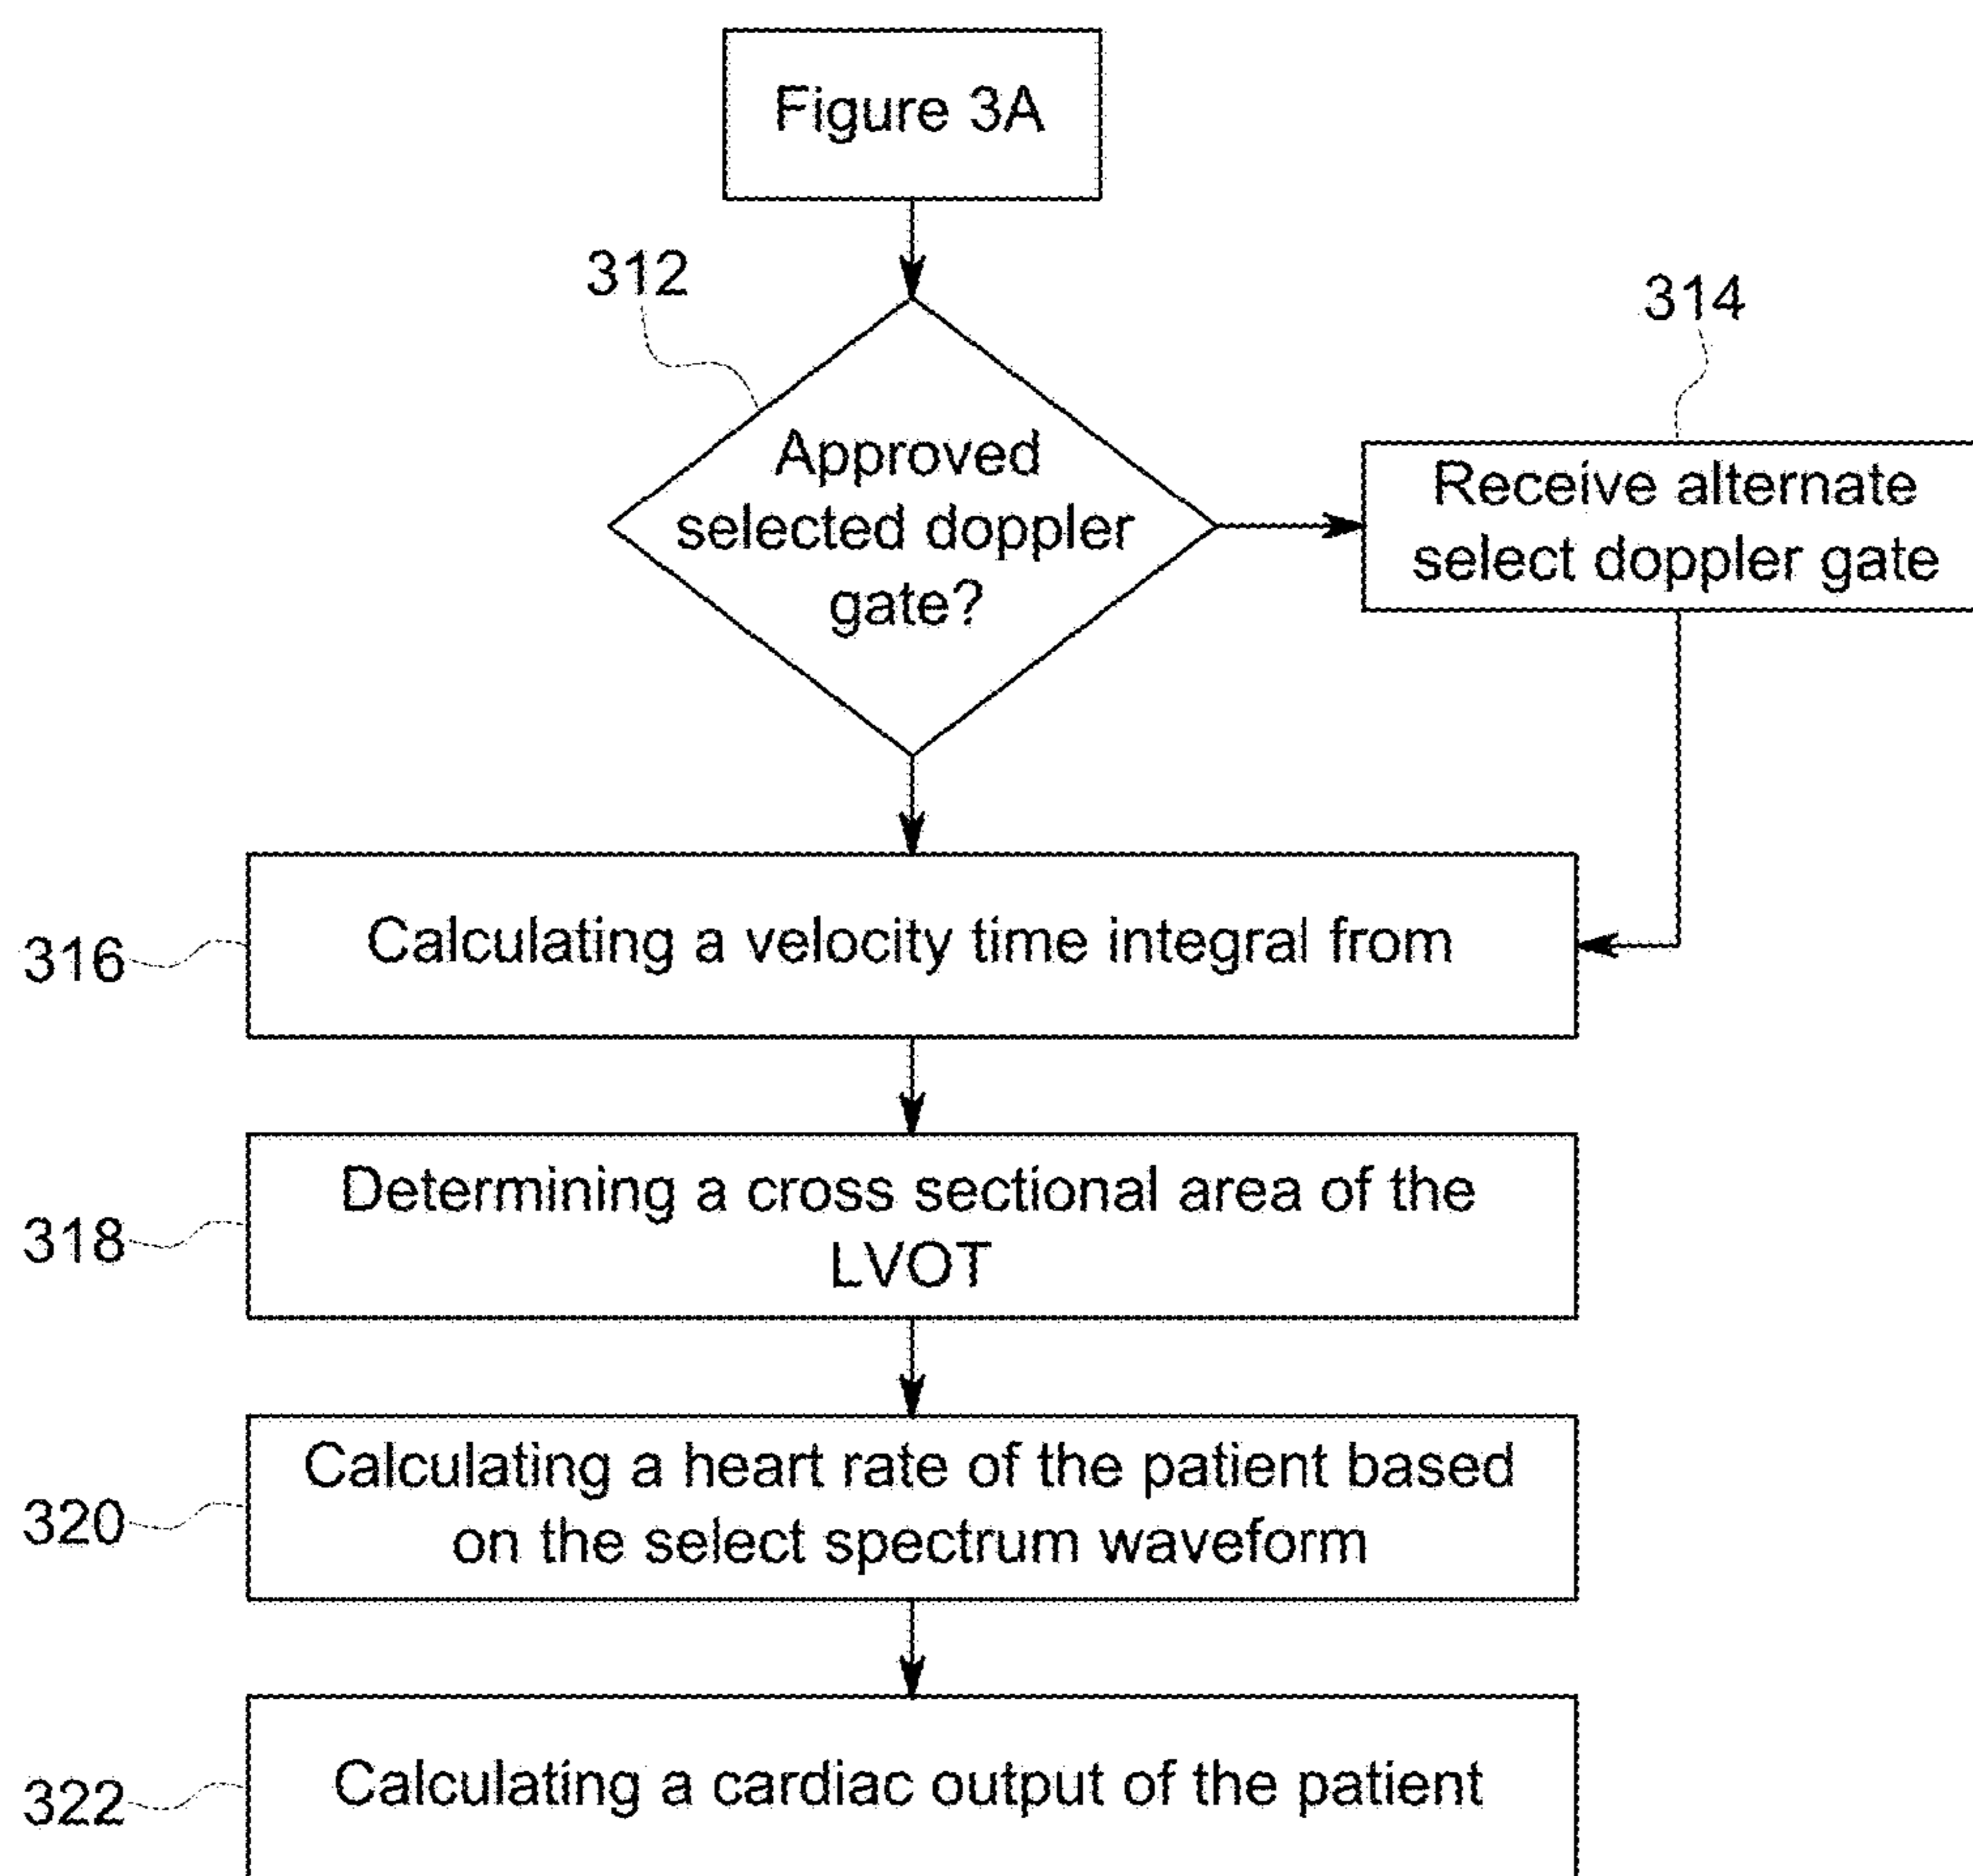 Figure 3A
312
314
Approved
selected doppler
gate?
Receive alternate
select doppler gate
316
Calculating a velocity time integral from
318
Determining a cross sectional area of the
LVOT
320
Calculating a heart rate of the patient based
on the select spectrum waveform
322
Calculating a cardiac output of the patient